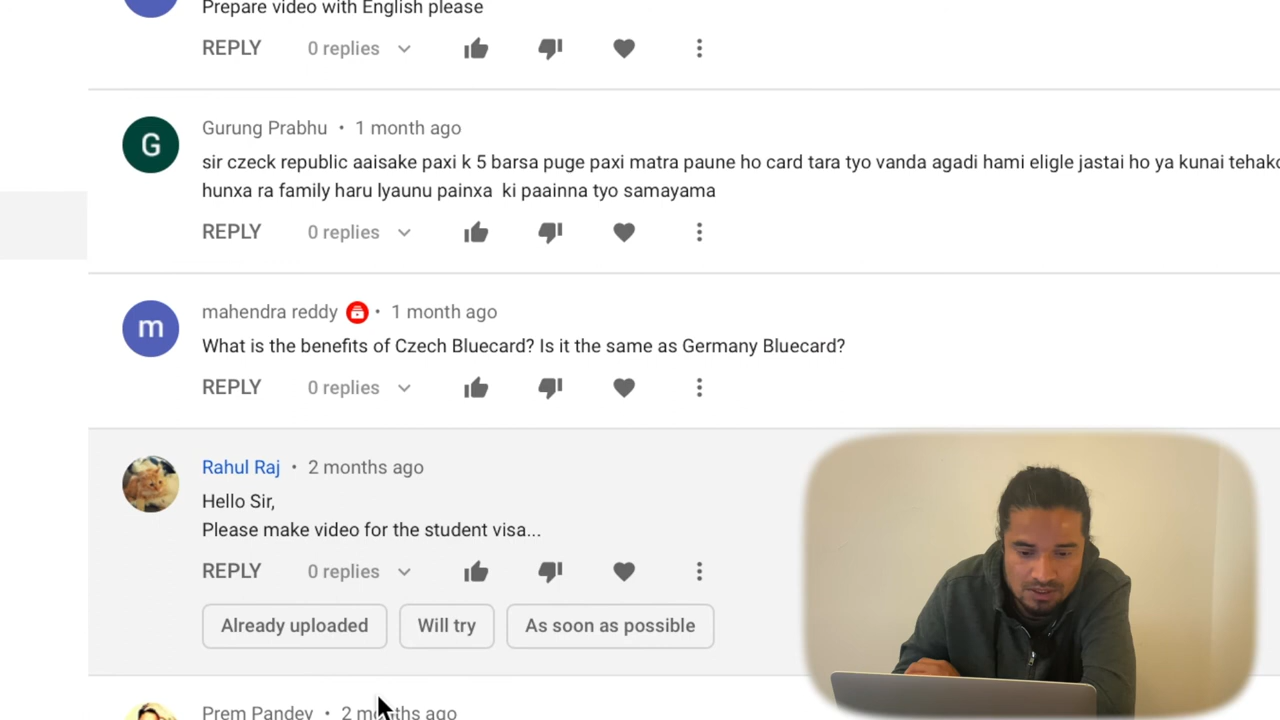 Prepare video with English please
REPLY 0 replies
G
Gurung Prabhu • 1 month ago
sir czeck republic aaisake paxi k 5 barsa puge paxi matra paune ho card tara tyo vanda agadi hami eligle jastai ho ya kunai tehako
hunxa ra family haru lyaunu painxa ki paainna tyo samayama
REPLY 0 replies
m
mahendra reddy • 1 month ago
What is the benefits of Czech Bluecard? Is it the same as Germany Bluecard?
REPLY 0 replies
Rahul Raj • 2 months ago
Hello Sir,
Please make video for the student visa...
REPLY 0 replies
Already uploaded Will try As soon as possible
Prem Pandey • 2 months ago